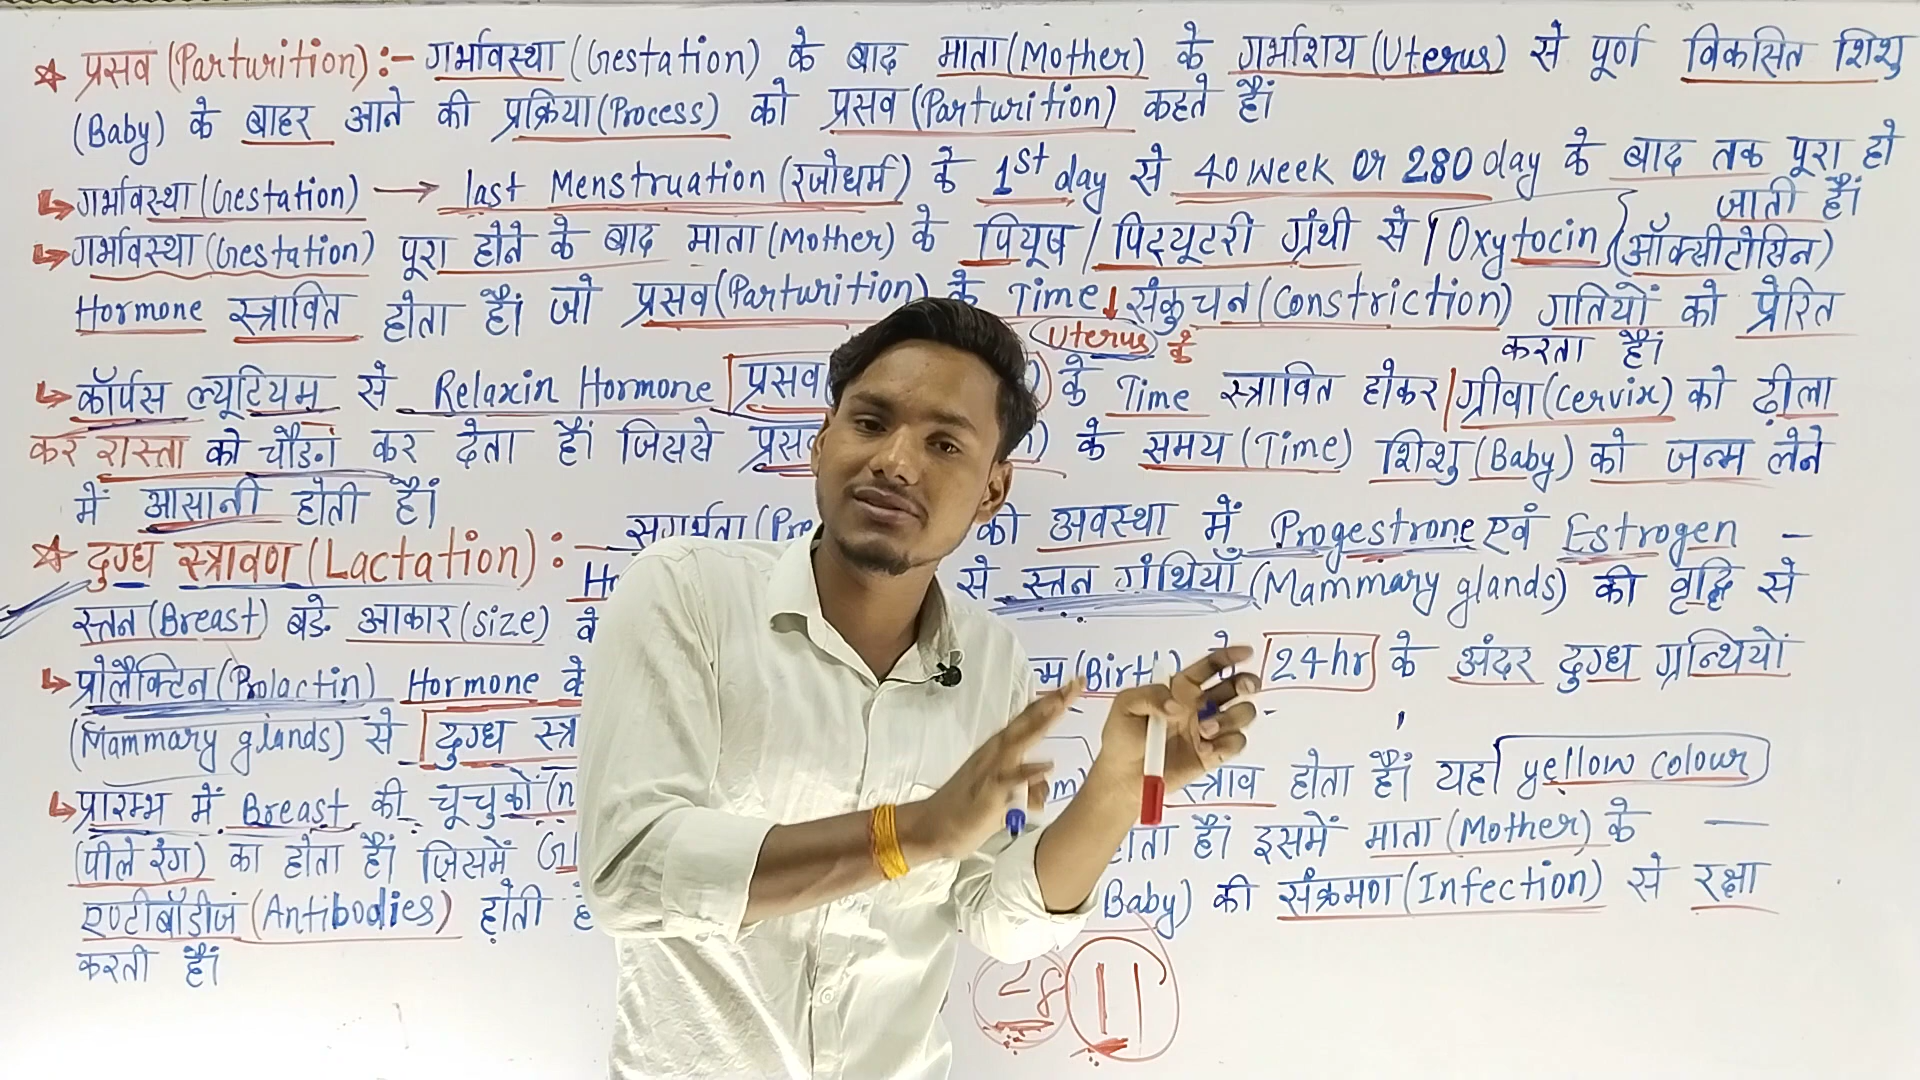 ☆ प्रसव (Parturition) :- गर्भावस्था (Gestation) के बाद माता (Mother) के गर्भाशय (Uterus) से पूर्ण विकसित शिशु
(Baby) के बाहर आने की प्रक्रिया (Process) को प्रसव (Parturition) कहते हैं।
↳ गर्भावस्था (Gestation) → last Menstruation (रजोधर्म) के 1st day से 40 week or 280 day के बाद तक पूरा हो
जाती हैं।
↳ गर्भावस्था (Gestation) पूरा होने के बाद माता (Mother) के पियूष / पिट्यूटरी ग्रंथी से Oxytocin (ऑक्सीटोसिन)
Hormone स्त्रावित होता हैं। जो प्रसव (Parturition) के Time ↓ संकुचन (Constriction) गतियों को प्रेरित
Uterus के
करता हैं।
↳ कॉर्पस ल्यूटियम से Relaxin Hormone प्रसव के Time स्त्रावित होकर ग्रीवा (Cervix) को ढ़ीला
कर रास्ता को चौडा कर देता हैं। जिससे के समय (Time) शिशु (Baby) को जन्म लेने
में आसानी होती हैं।
☆ दुग्ध स्त्रावण (Lactation) :- सगर्भता की अवस्था में Progestrone एवं Estrogen -
से स्तन ग्रंथियाँ (Mammary glands) की वृद्धि से
स्तन (Breast) बडे आकार (Size)
↳ प्रोलैक्टिन (Prolactin) Hormone के (Birth) 24 hr के अंदर दुग्ध ग्रन्थियों
(Mammary glands) से दुग्ध
↳ प्रारम्भ में Breast की चूचुकों स्त्राव होता हैं। यह yellow colour
(पीले रंग) का होता हैं। जिसमें होता हैं। इसमें माता (Mother) के -
एण्टीबॉडीज (Antibodies) होती Baby) की संक्रमण (Infection) से रक्षा
करती हैं।
28 11